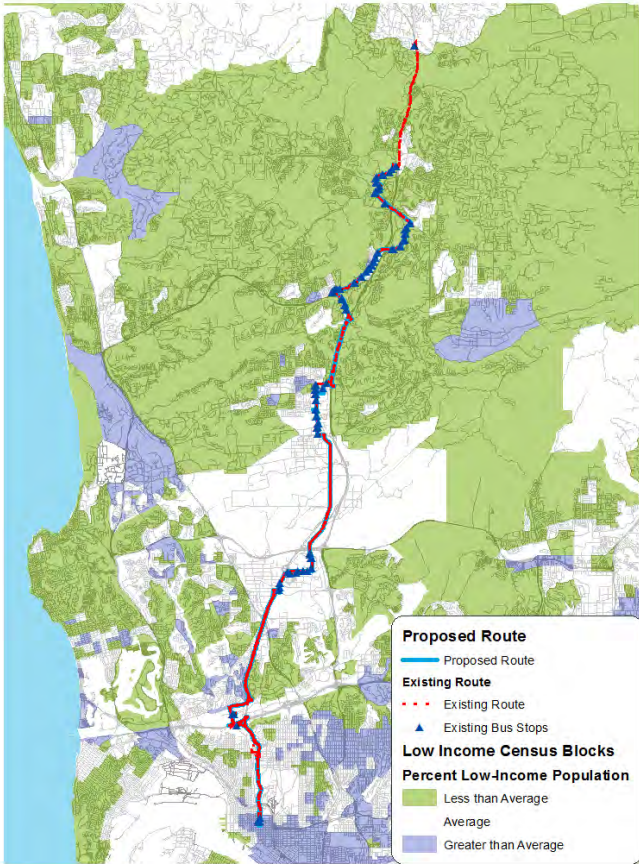 Proposed Route
Proposed Route
Existing Route
Existing Route
Existing Bus Stops
Low Income Census Blocks
Percent Low-Income Population
Less than Average
Average
Greater than Average